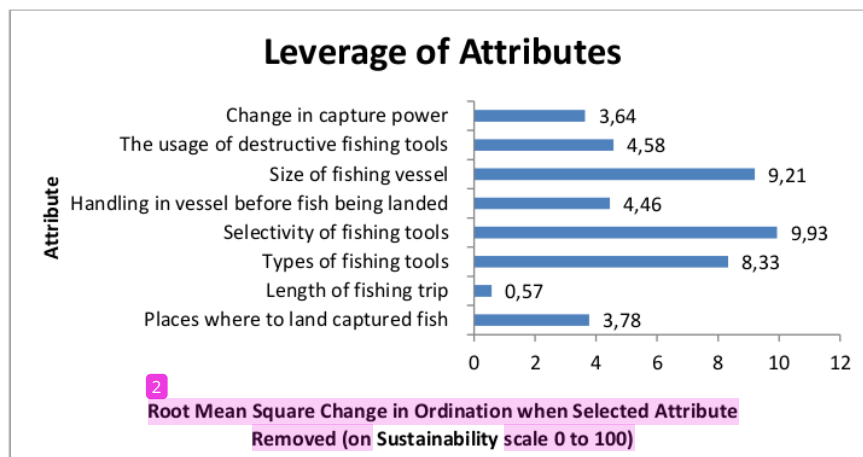 Leverage of Attributes
Attribute
Change in capture power 3,64
The usage of destructive fishing tools 4,58
Size of fishing vessel 9,21
Handling in vessel before fish being landed 4,46
Selectivity of fishing tools 9,93
Types of fishing tools 8,33
Length of fishing trip 0,57
Places where to land captured fish 3,78
0 2 4 6 8 10 12
2
Root Mean Square Change in Ordination when Selected Attribute
Removed (on Sustainability scale 0 to 100)